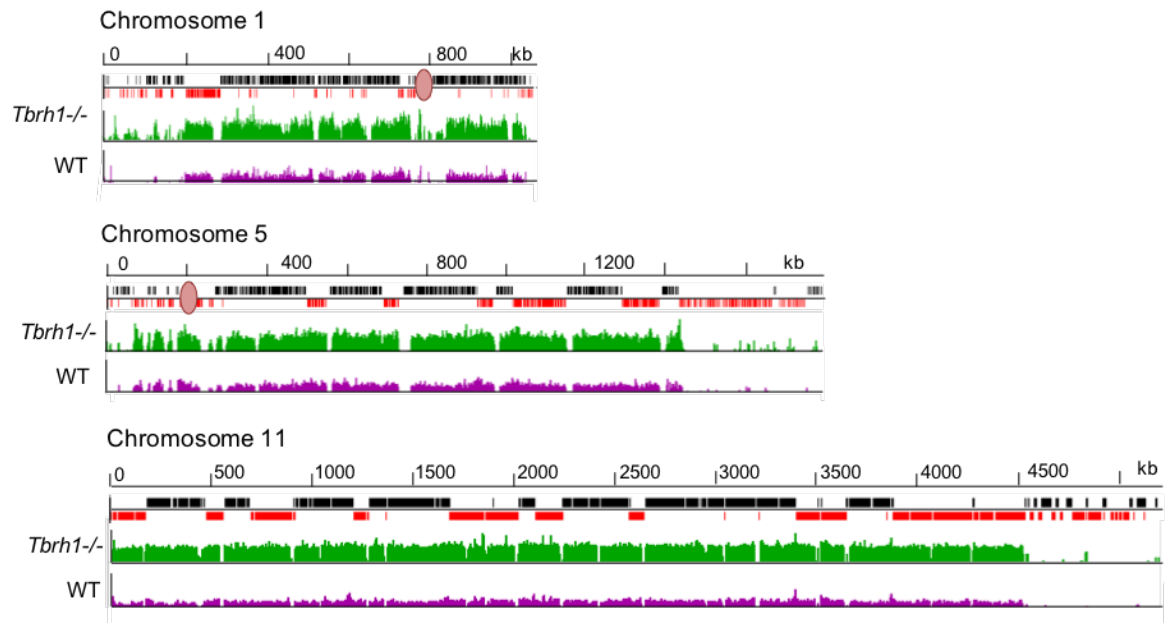 Chromosome 1
0 400 800 kb
Tbrh1-/-
WT
Chromosome 5
0 400 800 1200 kb
Tbrh1-/-
WT
Chromosome 11
0 500 1000 1500 2000 2500 3000 3500 4000 4500 kb
Tbrh1-/-
WT